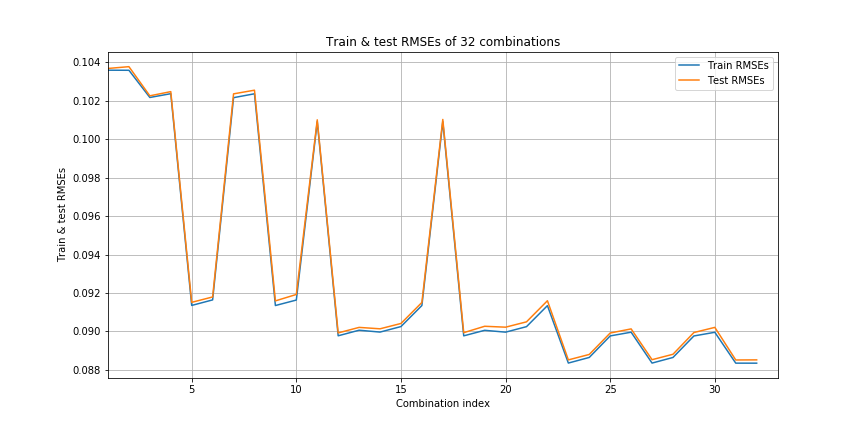 Train & test RMSEs of 32 combinations
Train RMSEs
Test RMSEs
Train & test RMSEs
0.104
0.102
0.100
0.098
0.096
0.094
0.092
0.090
0.088
5 10 15 20 25 30
Combination index